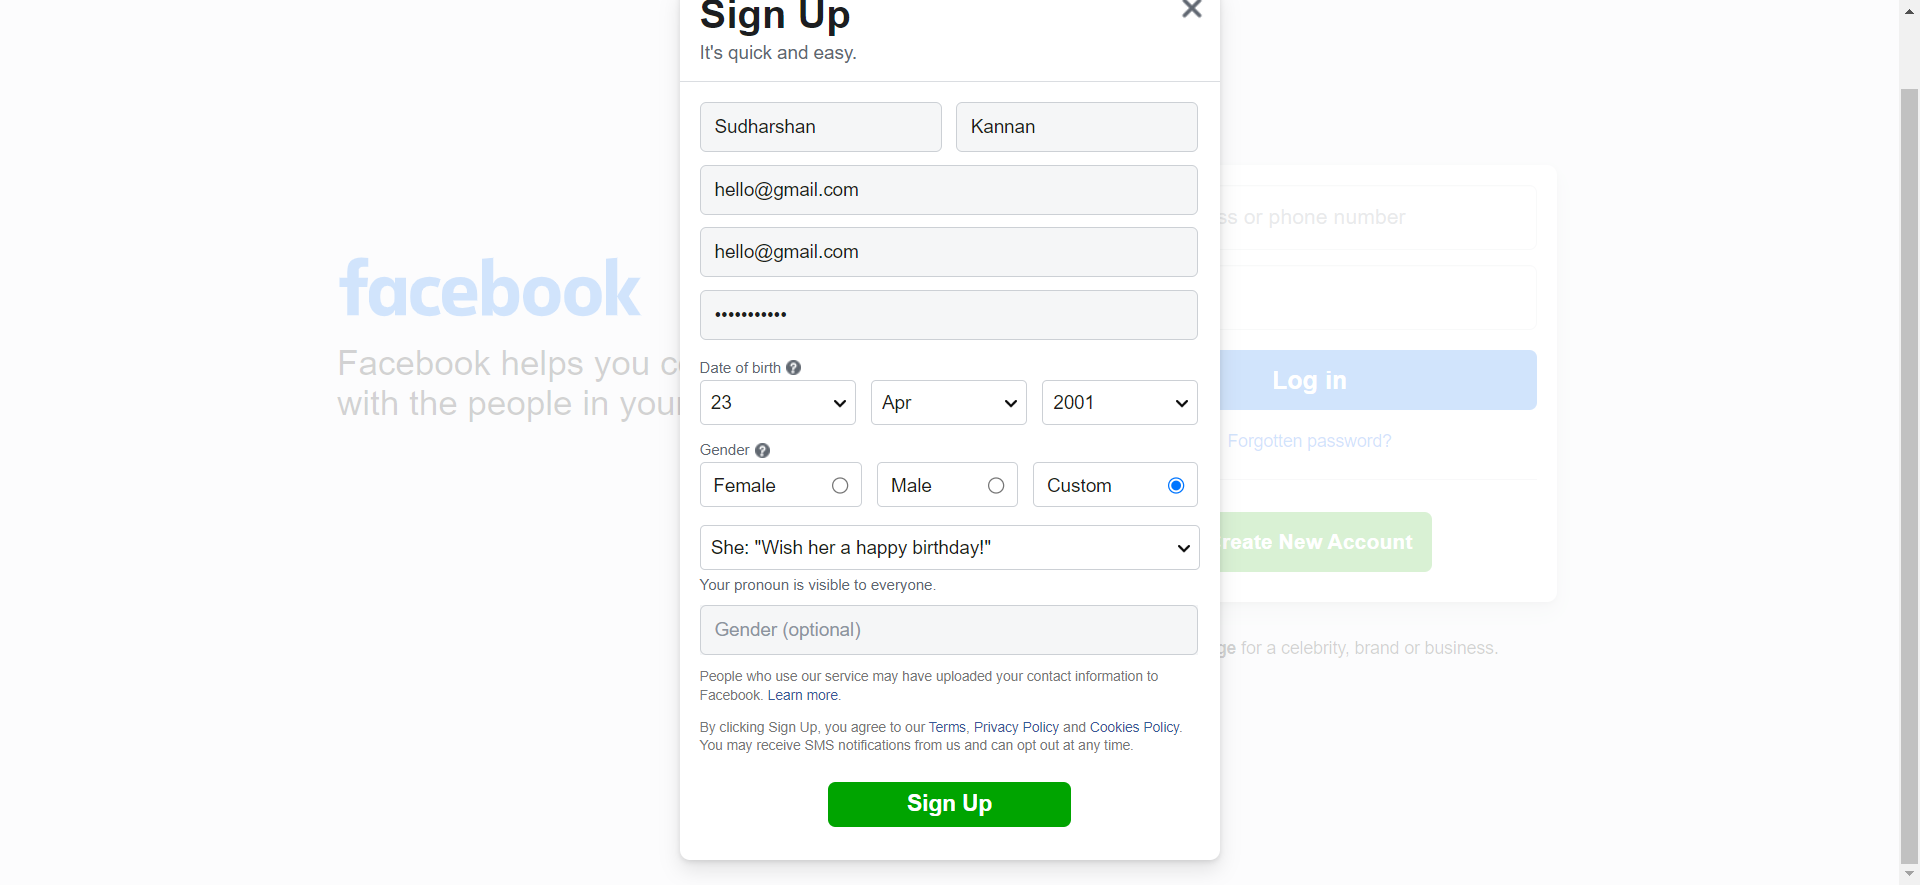 Sign Up
It's quick and easy.
Sudharshan Kannan
hello@gmail.com
hello@gmail.com
•••••••••••
Date of birth ?
23 Apr 2001
Gender ?
Female Male Custom
She: "Wish her a happy birthday!"
Your pronoun is visible to everyone.
Gender (optional)
People who use our service may have uploaded your contact information to
Facebook. Learn more.
By clicking Sign Up, you agree to our Terms, Privacy Policy and Cookies Policy.
You may receive SMS notifications from us and can opt out at any time.
Sign Up
facebook
Facebook helps you
with the people in your
or phone number
Log in
Forgotten password?
New Account
for a celebrity, brand or business.